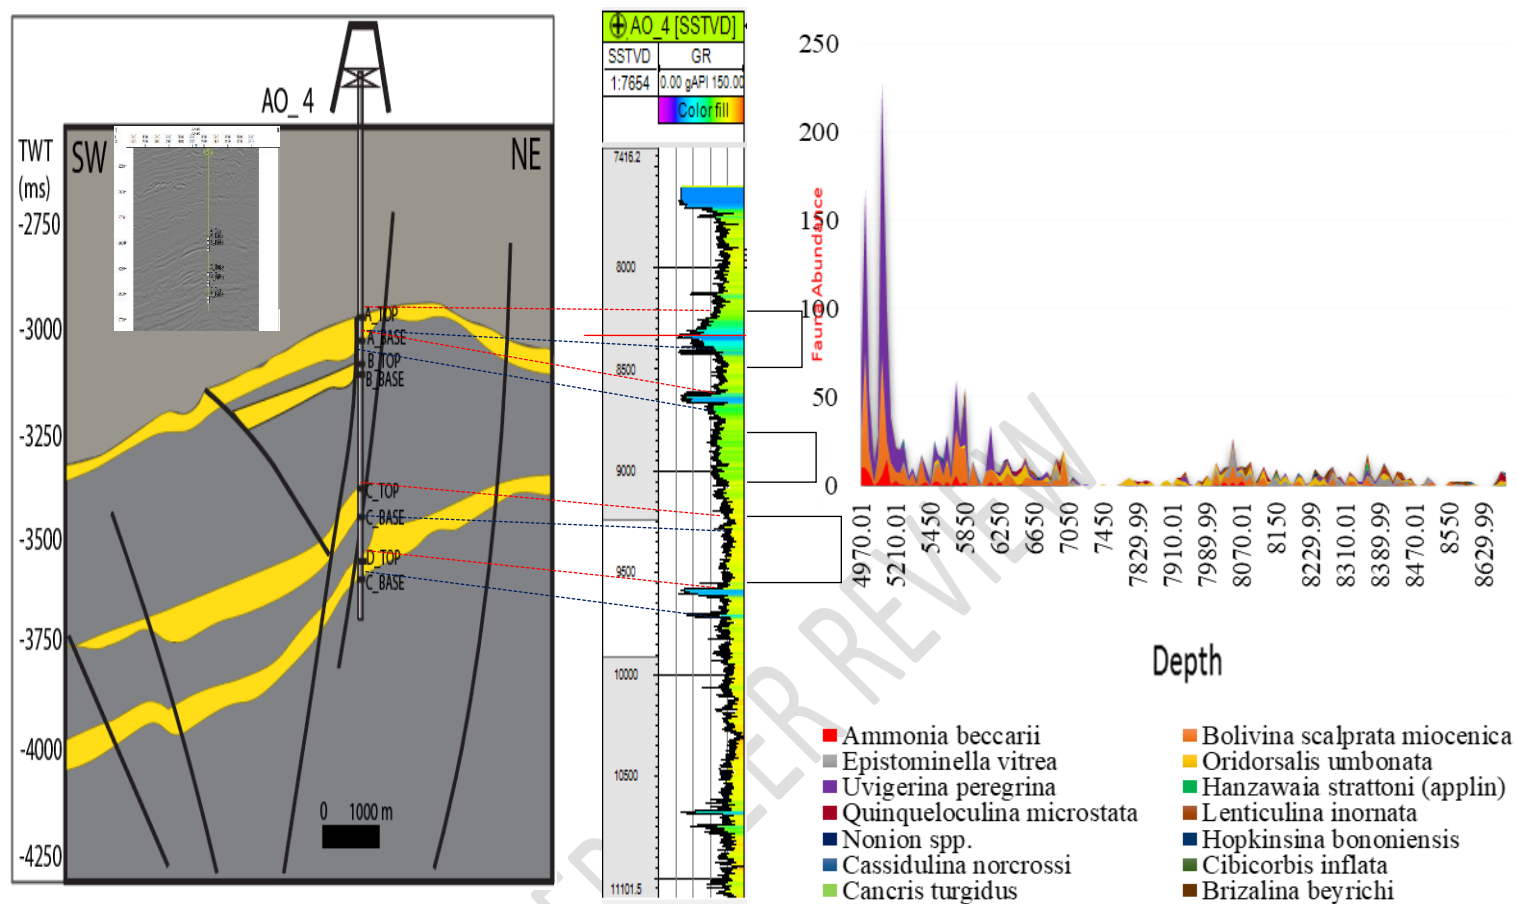 AO_4
TWT
(ms)
SW
NE
-2750
-3000
-3250
-3500
-3750
-4000
-4250
A_TOP
A_BASE
B_TOP
B_BASE
C_TOP
C_BASE
D_TOP
C_BASE
0 1000 m
AO_4 [SSTVD]
SSTVD GR
1:7654 0.00 gAPI 150.00
Color fill
7416.2
8000
8500
9000
9500
10000
10500
11101.5
Fauna Abundance
250
200
150
100
50
0
4970.01
5210.01
5450
5850
6250
6650
7050
7450
7829.99
7910.01
7989.99
8070.01
8150
8229.99
8310.01
8389.99
8470.01
8550
8629.99
Depth
Ammonia beccarii
Bolivina scalprata miocenica
Epistominella vitrea
Oridorsalis umbonata
Uvigerina peregrina
Hanzawaia strattoni (applin)
Quinqueloculina microstata
Lenticulina inornata
Nonion spp.
Hopkinsina bononiensis
Cassidulina norcrossi
Cibicorbis inflata
Cancris turgidus
Brizalina beyrichi
ER REVIEW